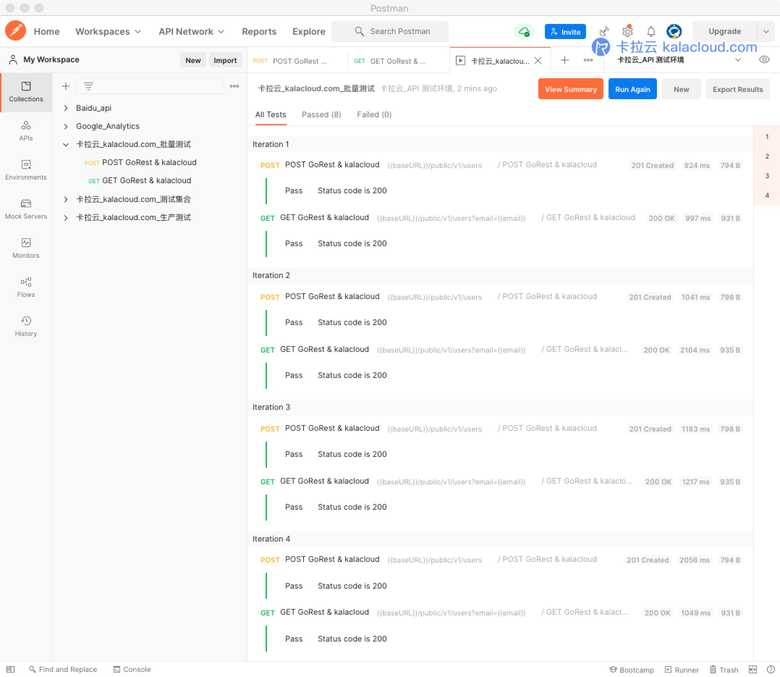 Postman
Home Workspaces API Network Reports Explore Search Postman Invite Upgrade
卡拉云 kalacloud.com
My Workspace New Import POST POST GoRest ... GET GET GoRest & ... 卡拉云_kalaclou... 卡拉云_API 测试环境
Collections
APIs
Environments
Mock Servers
Monitors
Flows
History
Baidu_api
Google_Analytics
卡拉云_kalacloud.com_批量测试
POST POST GoRest & kalacloud
GET GET GoRest & kalacloud
卡拉云_kalacloud.com_测试集合
卡拉云_kalacloud.com_生产测试
卡拉云_kalacloud.com_批量测试 卡拉云_API 测试环境, 2 mins ago View Summary Run Again New Export Results
All Tests Passed (8) Failed (0)
Iteration 1
POST POST GoRest & kalacloud {{baseURL}}/public/v1/users / POST GoRest & kalacloud 201 Created 824 ms 794 B
Pass Status code is 200
GET GET GoRest & kalacloud {{baseURL}}/public/v1/users?email={{email}} / GET GoRest & kalacloud 200 OK 997 ms 931 B
Pass Status code is 200
Iteration 2
POST POST GoRest & kalacloud {{baseURL}}/public/v1/users / POST GoRest & kalacloud 201 Created 1041 ms 798 B
Pass Status code is 200
GET GET GoRest & kalacloud {{baseURL}}/public/v1/users?email={{email}} / GET GoRest & kalacl... 200 OK 2104 ms 935 B
Pass Status code is 200
Iteration 3
POST POST GoRest & kalacloud {{baseURL}}/public/v1/users / POST GoRest & kalacloud 201 Created 1183 ms 798 B
Pass Status code is 200
GET GET GoRest & kalacloud {{baseURL}}/public/v1/users?email={{email}} / GET GoRest & kalaclo... 200 OK 1217 ms 935 B
Pass Status code is 200
Iteration 4
POST POST GoRest & kalacloud {{baseURL}}/public/v1/users / POST GoRest & kalacloud 201 Created 2056 ms 794 B
Pass Status code is 200
GET GET GoRest & kalacloud {{baseURL}}/public/v1/users?email={{email}} / GET GoRest & kalacl... 200 OK 1049 ms 931 B
Pass Status code is 200
1
2
3
4
Find and Replace Console Bootcamp Runner Trash